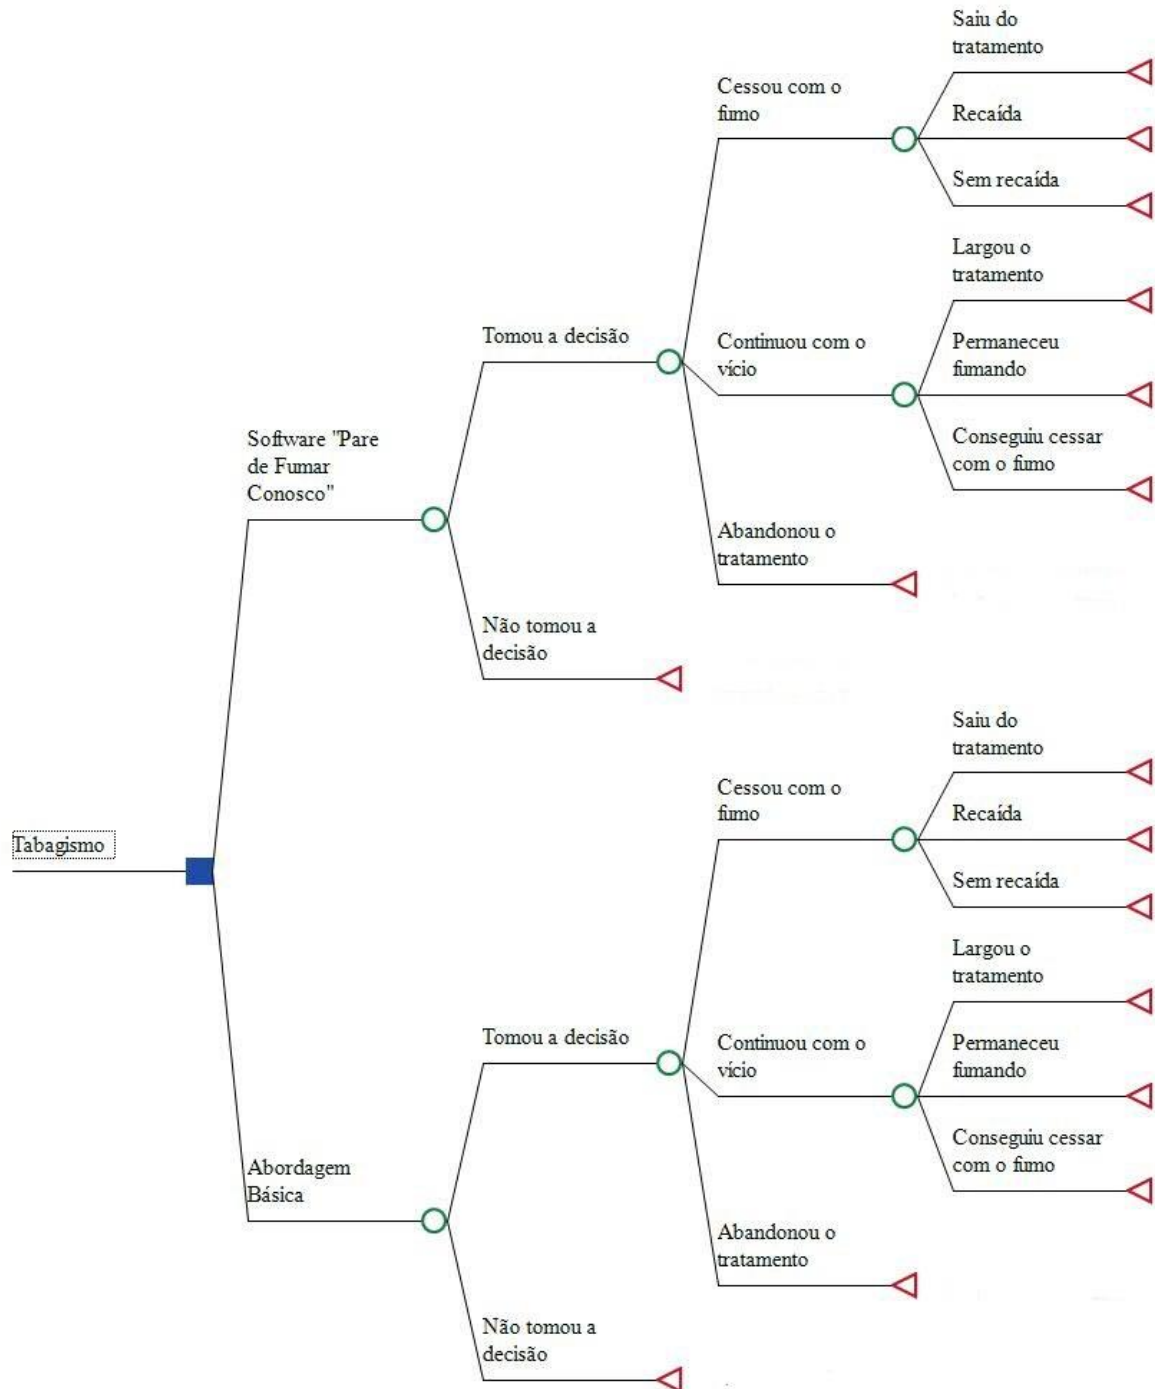 Saiu do
tratamento
Cessou com o
fumo
Recaída
Sem recaída
Largou o
tratamento
Tomou a decisão
Continuou com o
vício
Permaneceu
fumando
Conseguiu cessar
com o fumo
Software "Pare
de Fumar
Conosco"
Abandonou o
tratamento
Não tomou a
decisão
Saiu do
tratamento
Cessou com o
fumo
Recaída
Tabagismo
Sem recaída
Largou o
tratamento
Tomou a decisão
Continuou com o
vício
Permaneceu
fumando
Conseguiu cessar
com o fumo
Abordagem
Básica
Abandonou o
tratamento
Não tomou a
decisão